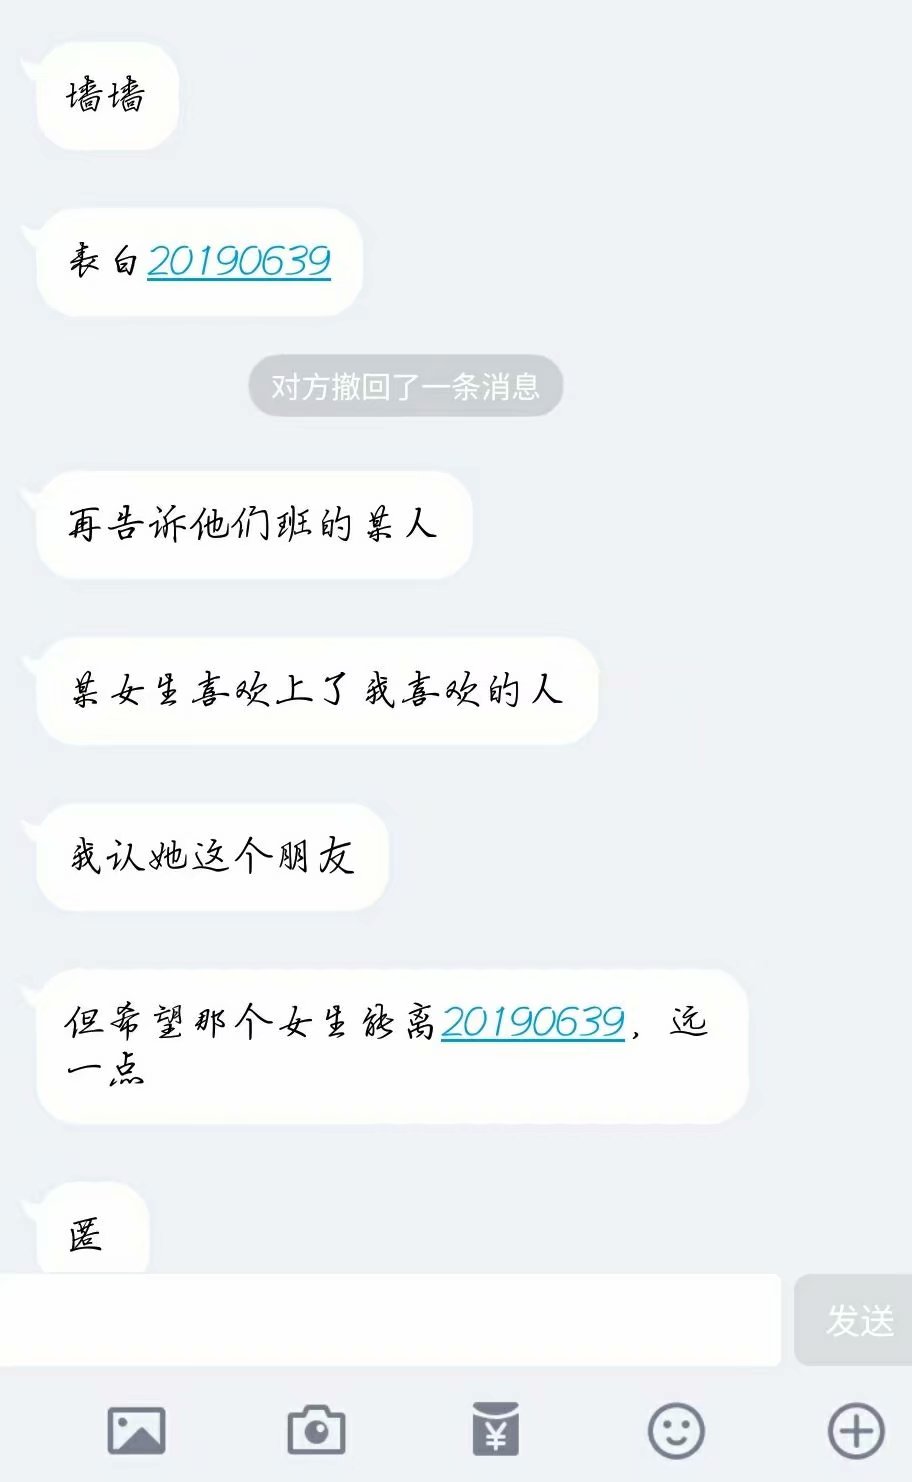 墙墙
表白20190639
对方撤回了一条消息
再告诉他们班的某人
某女生喜欢上了我喜欢的人
我认她这个朋友
但希望那个女生能离20190639，远
一点
匿
发送